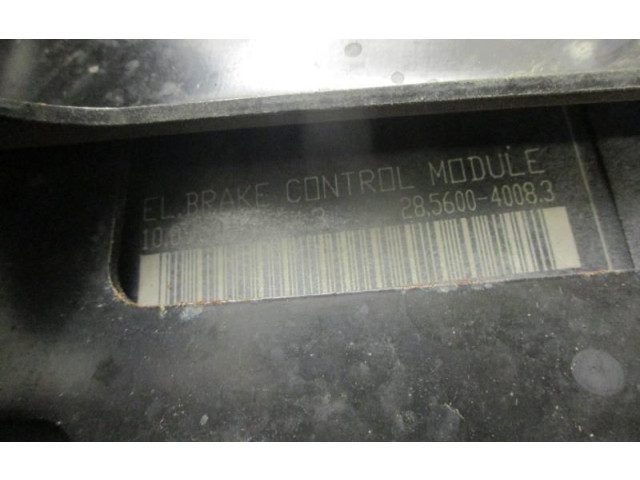 EL.BRAKE CONTROL MODULE
28.5600-4008.3